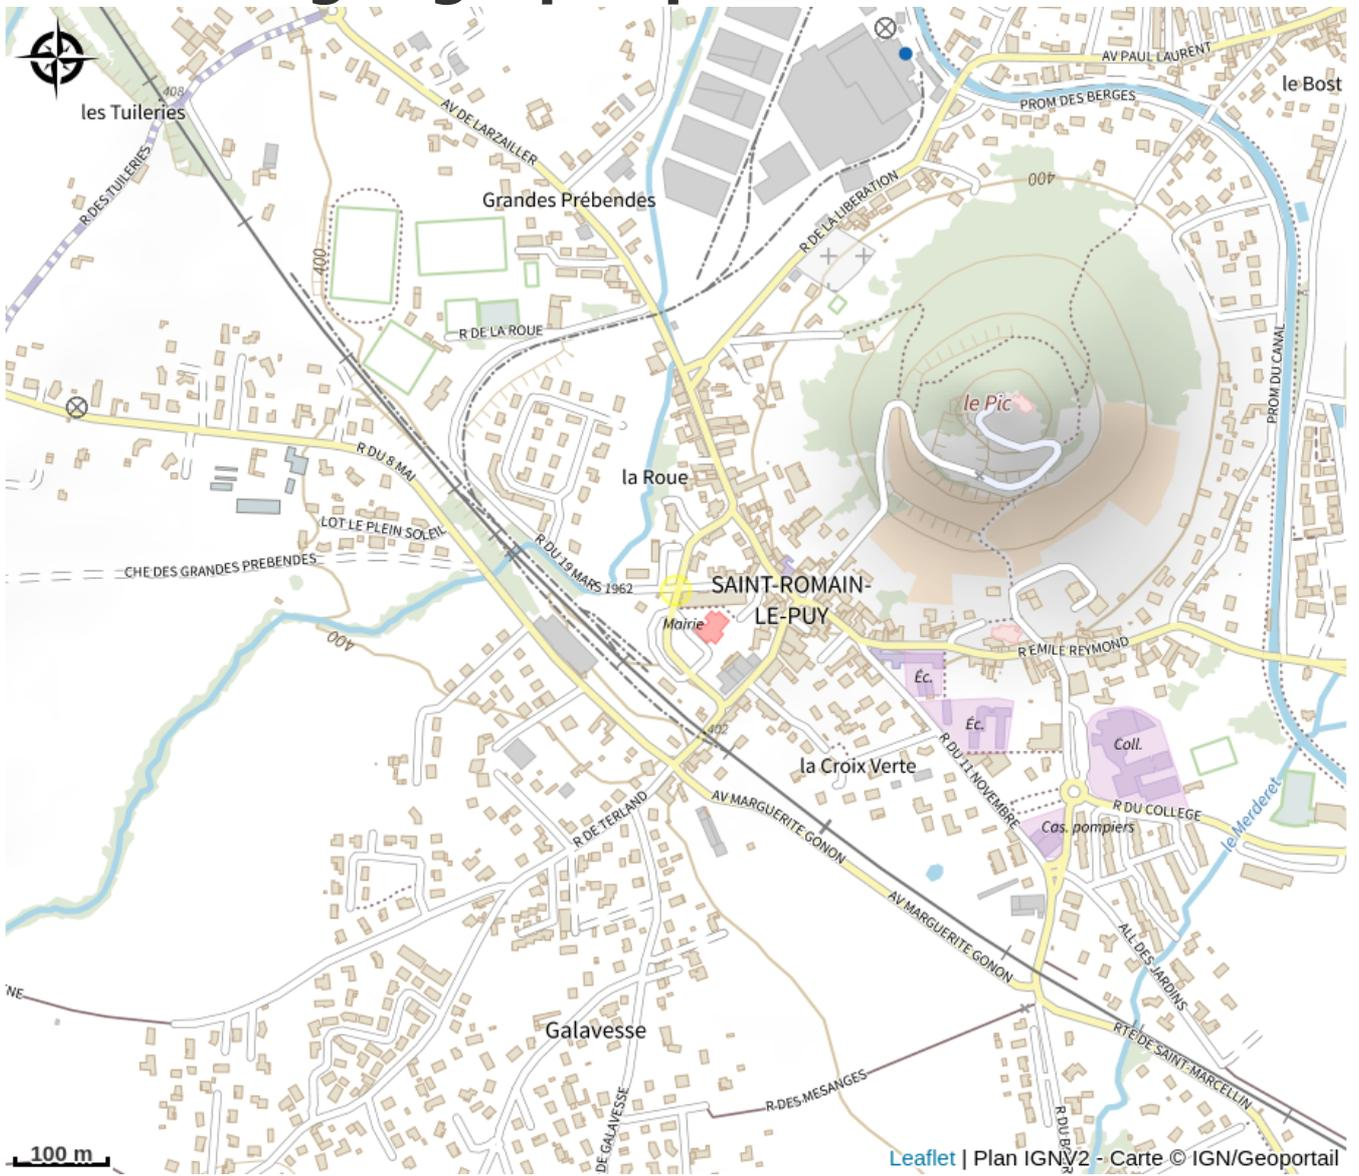 AV PAUL LAURENT
le Bost
PROM DES BERGES
408
les Tuileries
AV DE LARZAILLER
R DES TUILERIES
Grandes Prébendes
400
R DE LA LIBERATION
400
R DE LA ROUE
PROM DU CANAL
le Pic
R DU 8 MAI
la Roue
LOT LE PLEIN SOLEIL
CHE DES GRANDES PREBENDES
R DU 19 MARS 1962
SAINT-ROMAIN-
LE-PUY
Mairie
400
R EMILE REYMOND
Éc.
Éc.
402
Coll.
la Croix Verte
R DU 11 NOVEMBRE
AV MARGUERITE GONON
R DE TERLAND
R DU COLLEGE
Cas. pompiers
le Merderet
AV MARGUERITE GONON
ALL DES JARDINS
NE
Galavesse
RTE DE SAINT-MARCELLIN
R DES MESANGES
DE GALAVESSE
100 m
Leaflet | Plan IGNV2 - Carte © IGN/Geoportail